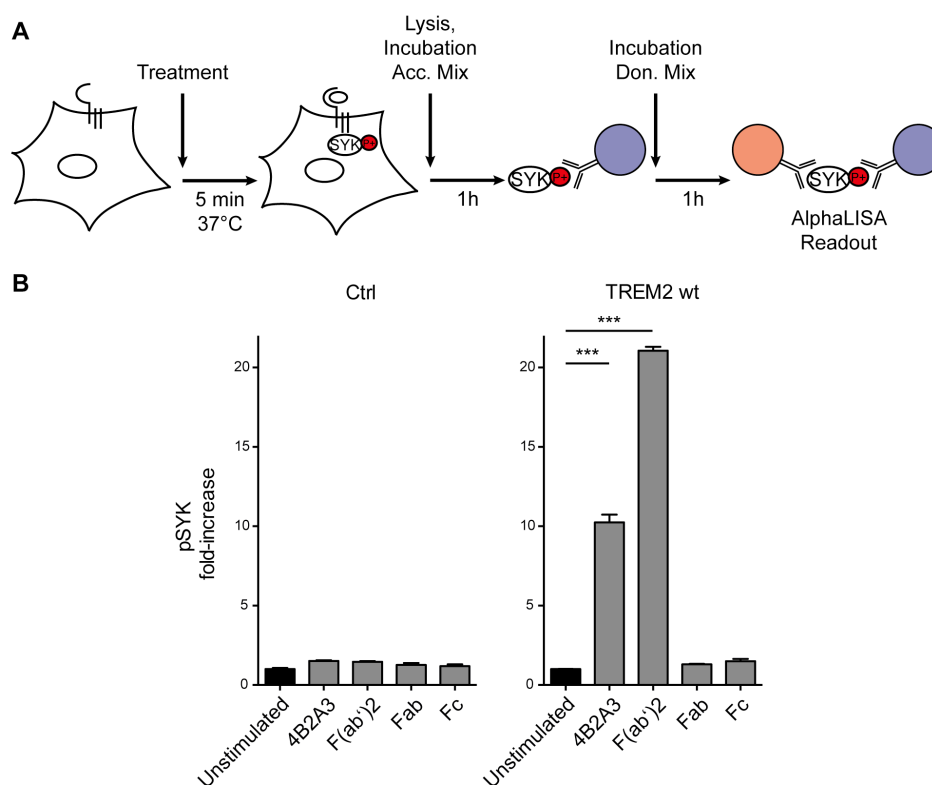 A
Treatment
5 min
37°C
SYK
P+
Lysis,
Incubation
Acc. Mix
1h
SYK
P+
Incubation
Don. Mix
1h
SYK
P+
AlphaLISA
Readout
B
Ctrl
pSYK
fold-increase
20
15
10
5
0
Unstimulated
4B2A3
F(ab‘)2
Fab
Fc
TREM2 wt
***
***
20
15
10
5
0
Unstimulated
4B2A3
F(ab‘)2
Fab
Fc